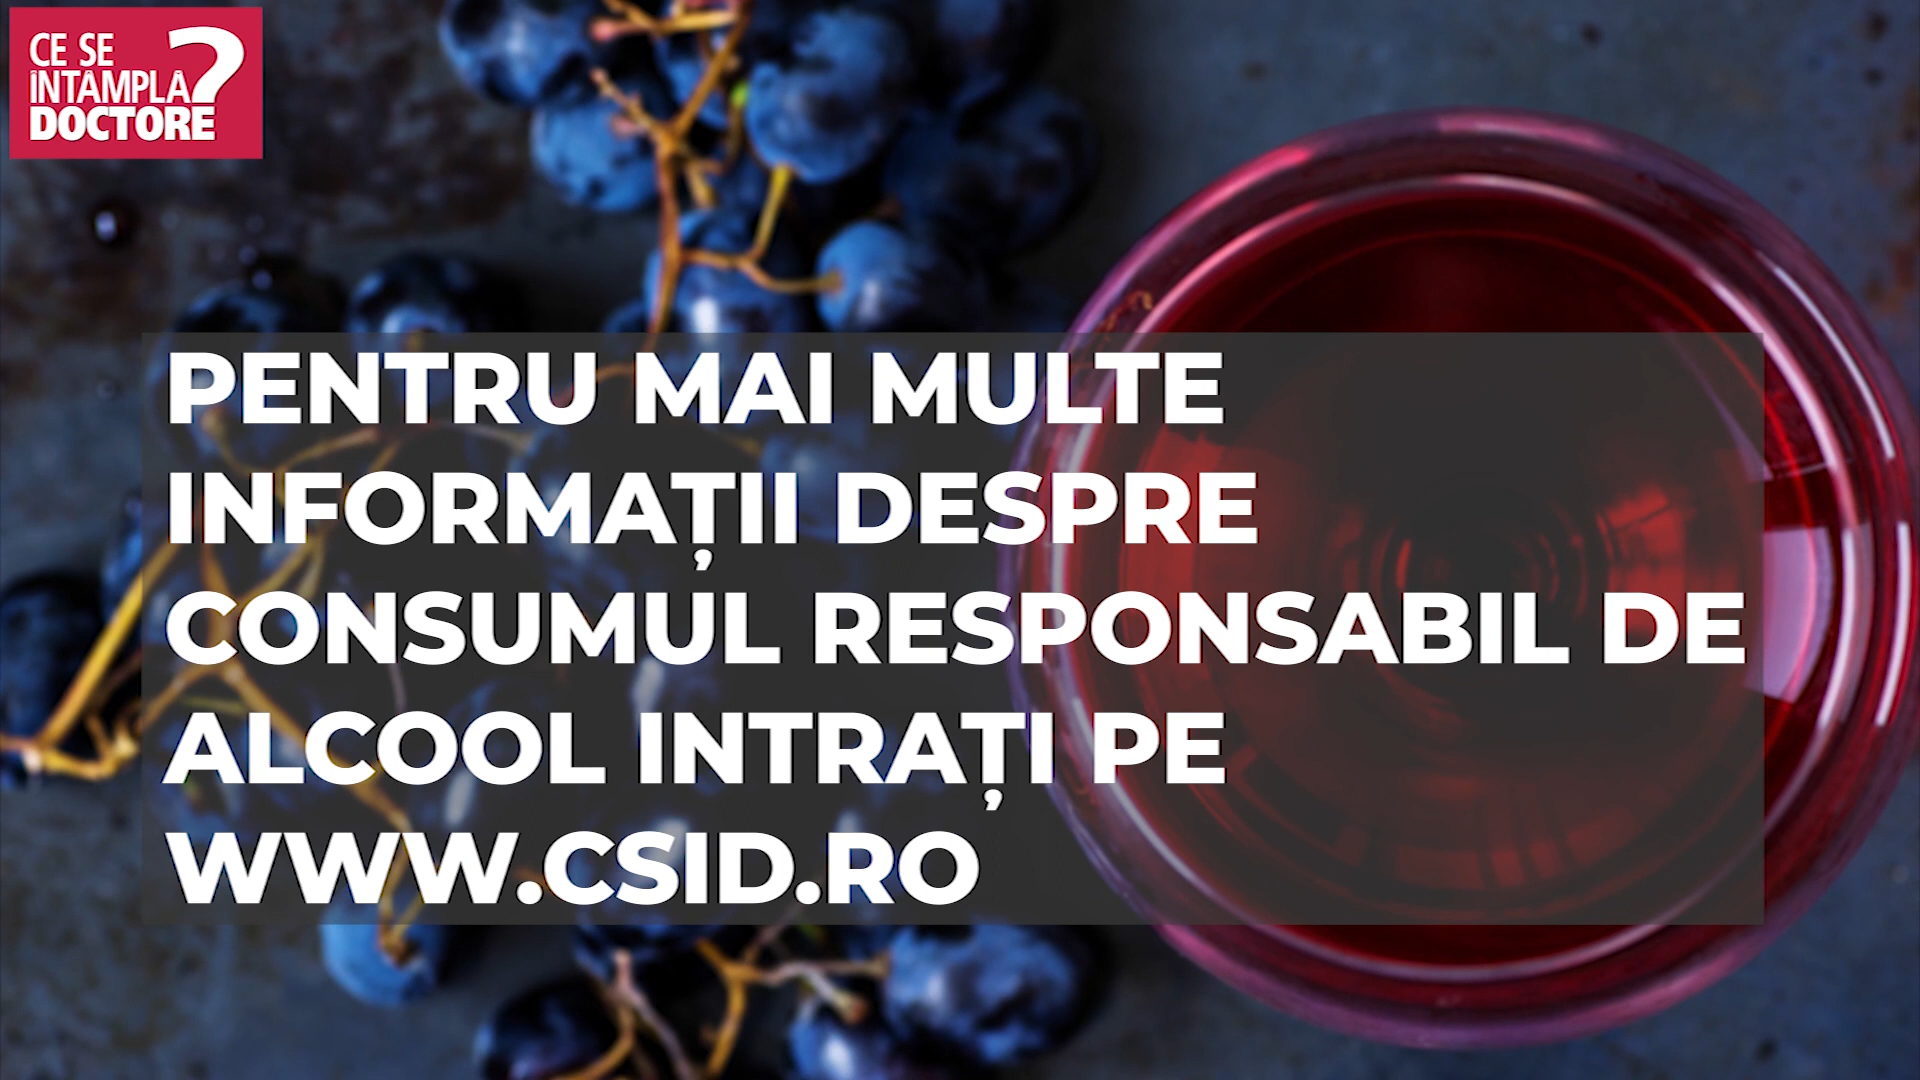 CE SE
ÎNTÂMPLĂ
DOCTORE?
PENTRU MAI MULTE
INFORMAȚII DESPRE
CONSUMUL RESPONSABIL DE
ALCOOL INTRAȚI PE
WWW.CSID.RO